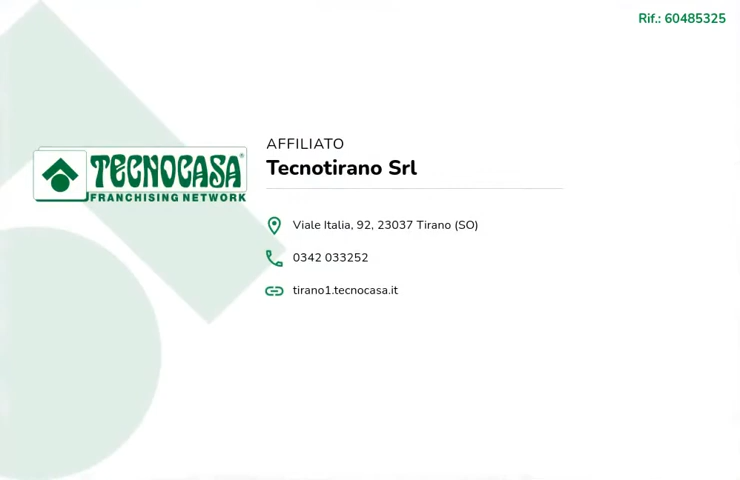 Rif.: 60485325
AFFILIATO
Tecnotirano Srl
TECNOCASA®
FRANCHISING NETWORK
Viale Italia, 92, 23037 Tirano (SO)
0342 033252
tirano1.tecnocasa.it